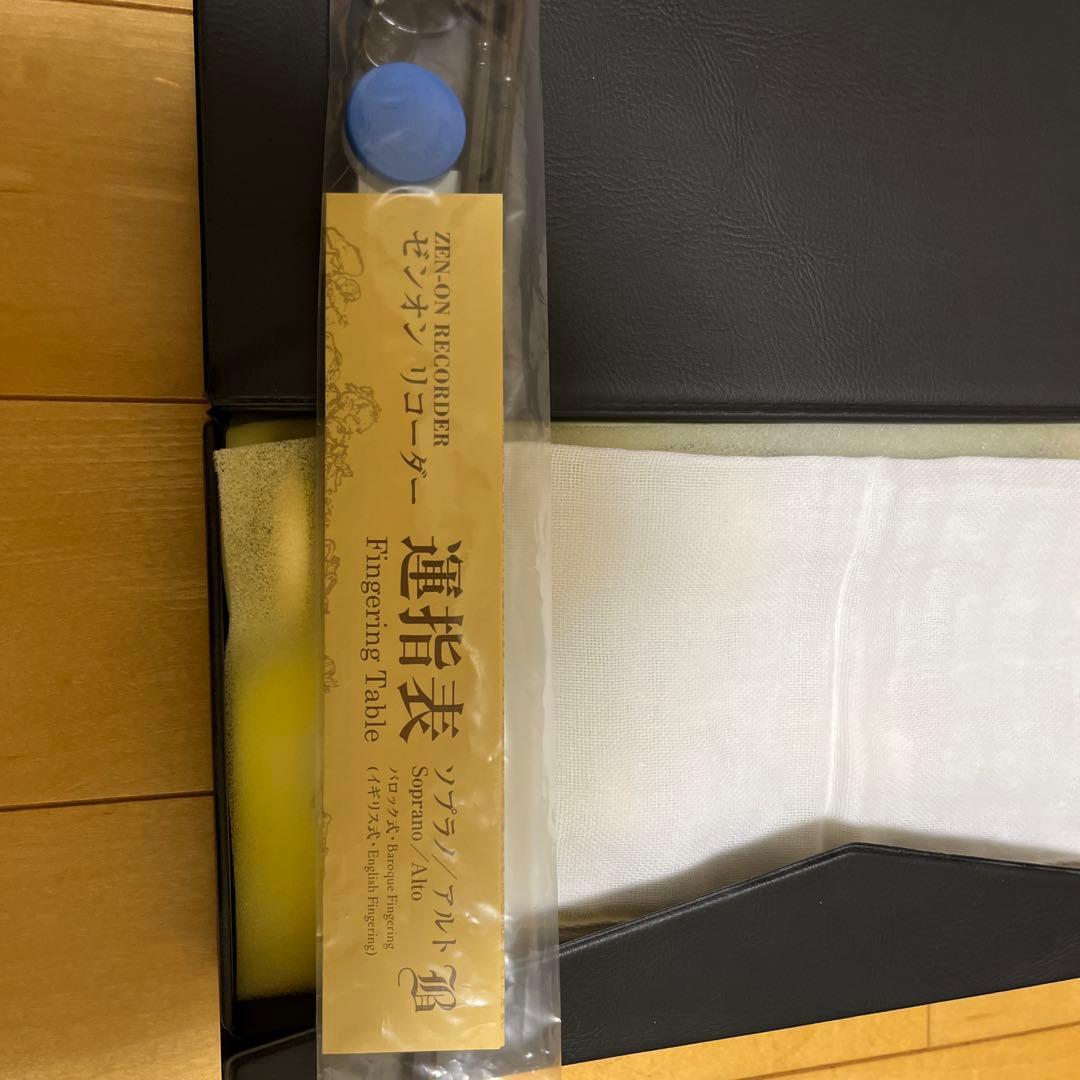 ZEN-ON RECORDER
ゼンオン リコーダー
運指表
Fingering Table
ソプラノ／アルト
Soprano／Alto
バロック式・Baroque Fingering
(イギリス式・English Fingering)
B